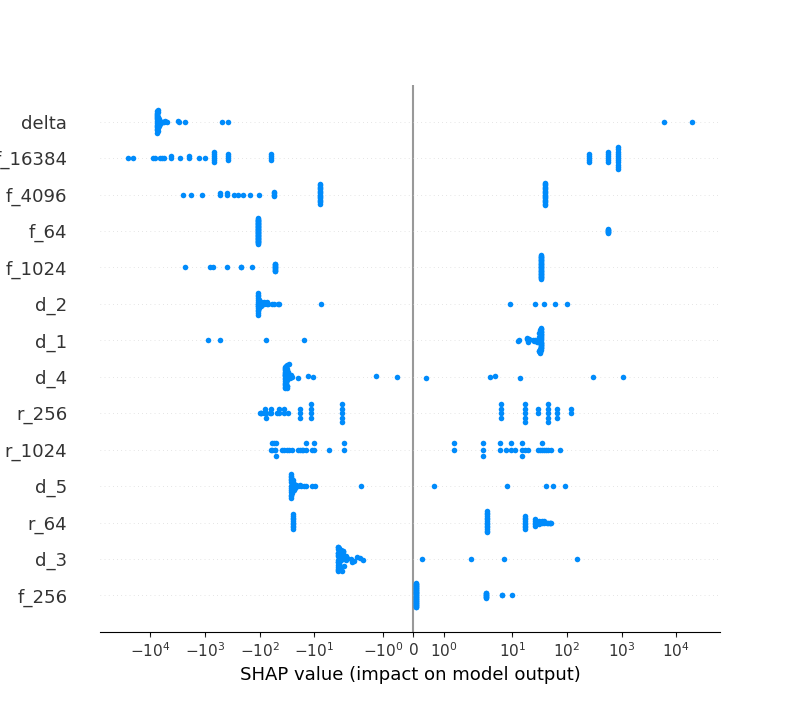 delta
f_16384
f_4096
f_64
f_1024
d_2
d_1
d_4
r_256
r_1024
d_5
r_64
d_3
f_256
−10⁴ −10³ −10² −10¹ −10⁰ 0 10⁰ 10¹ 10² 10³ 10⁴
SHAP value (impact on model output)